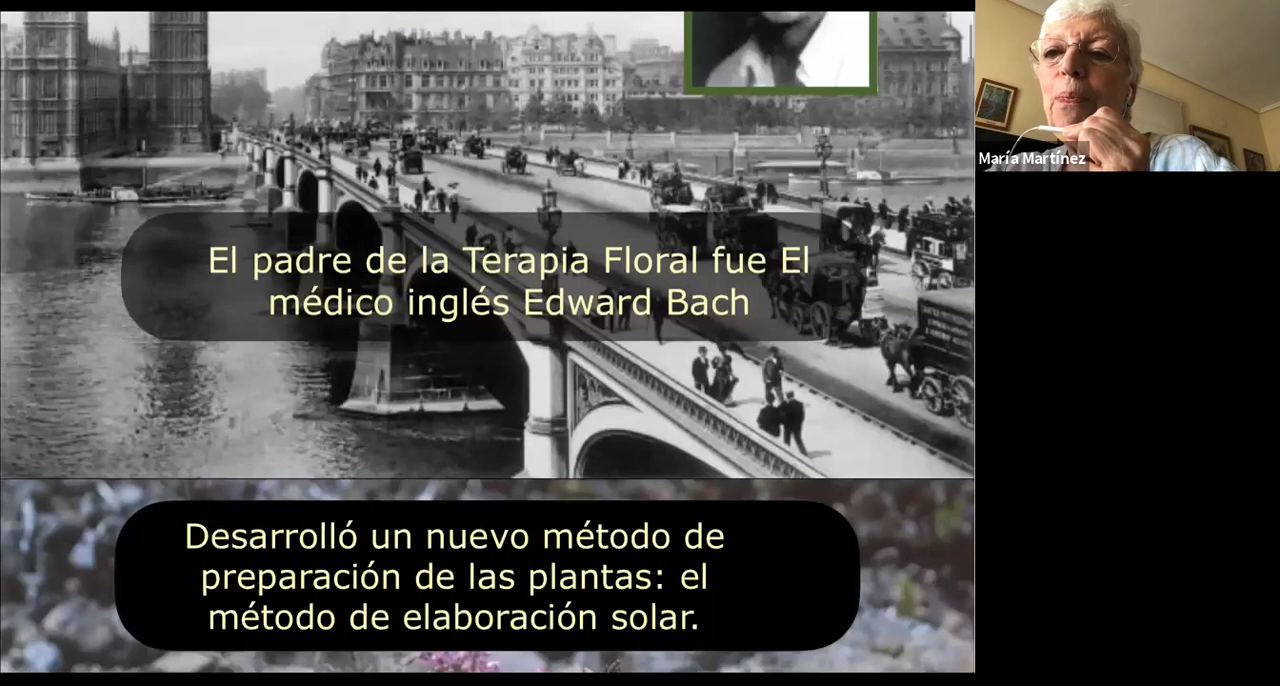 El padre de la Terapia Floral fue El
médico inglés Edward Bach
María Martínez
Desarrolló un nuevo método de
preparación de las plantas: el
método de elaboración solar.